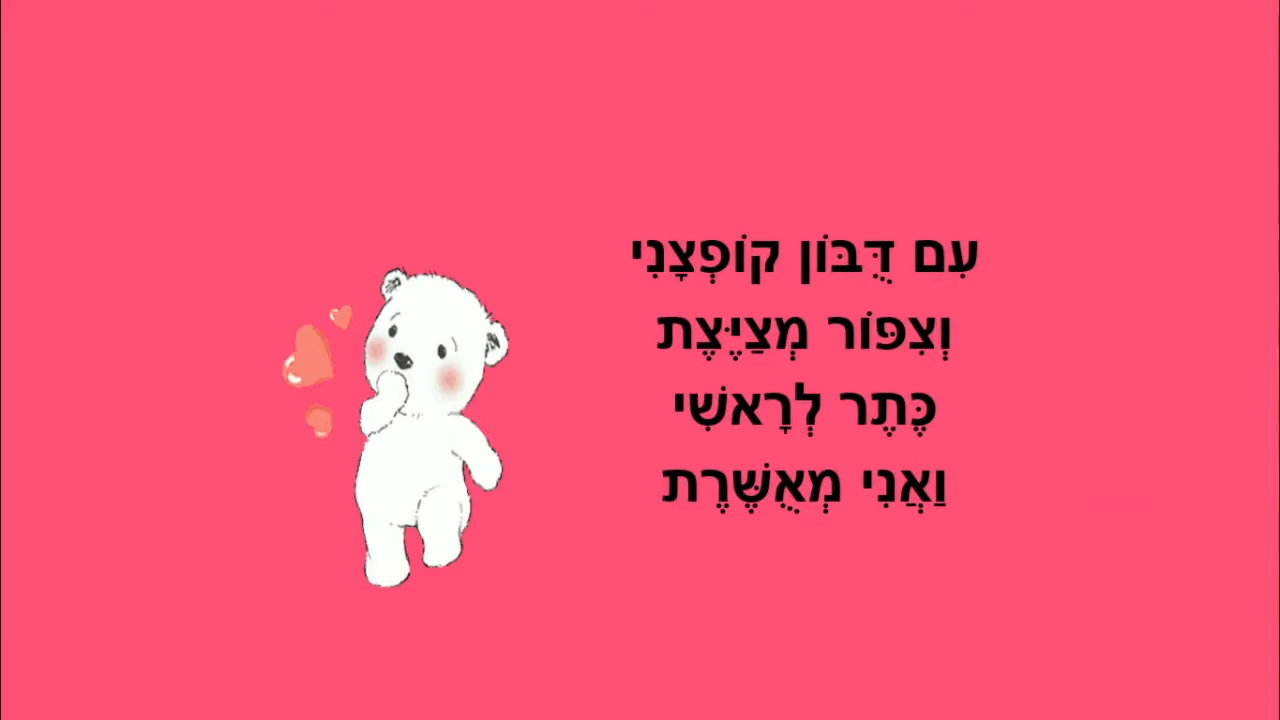 עִם דֻּבּוֹן קוֹפְצָנִי
וְצִפּוֹר מְצַיֶּצֶת
כֶּתֶר לְרָאשִׁי
וַאֲנִי מְאֻשֶּׁרֶת